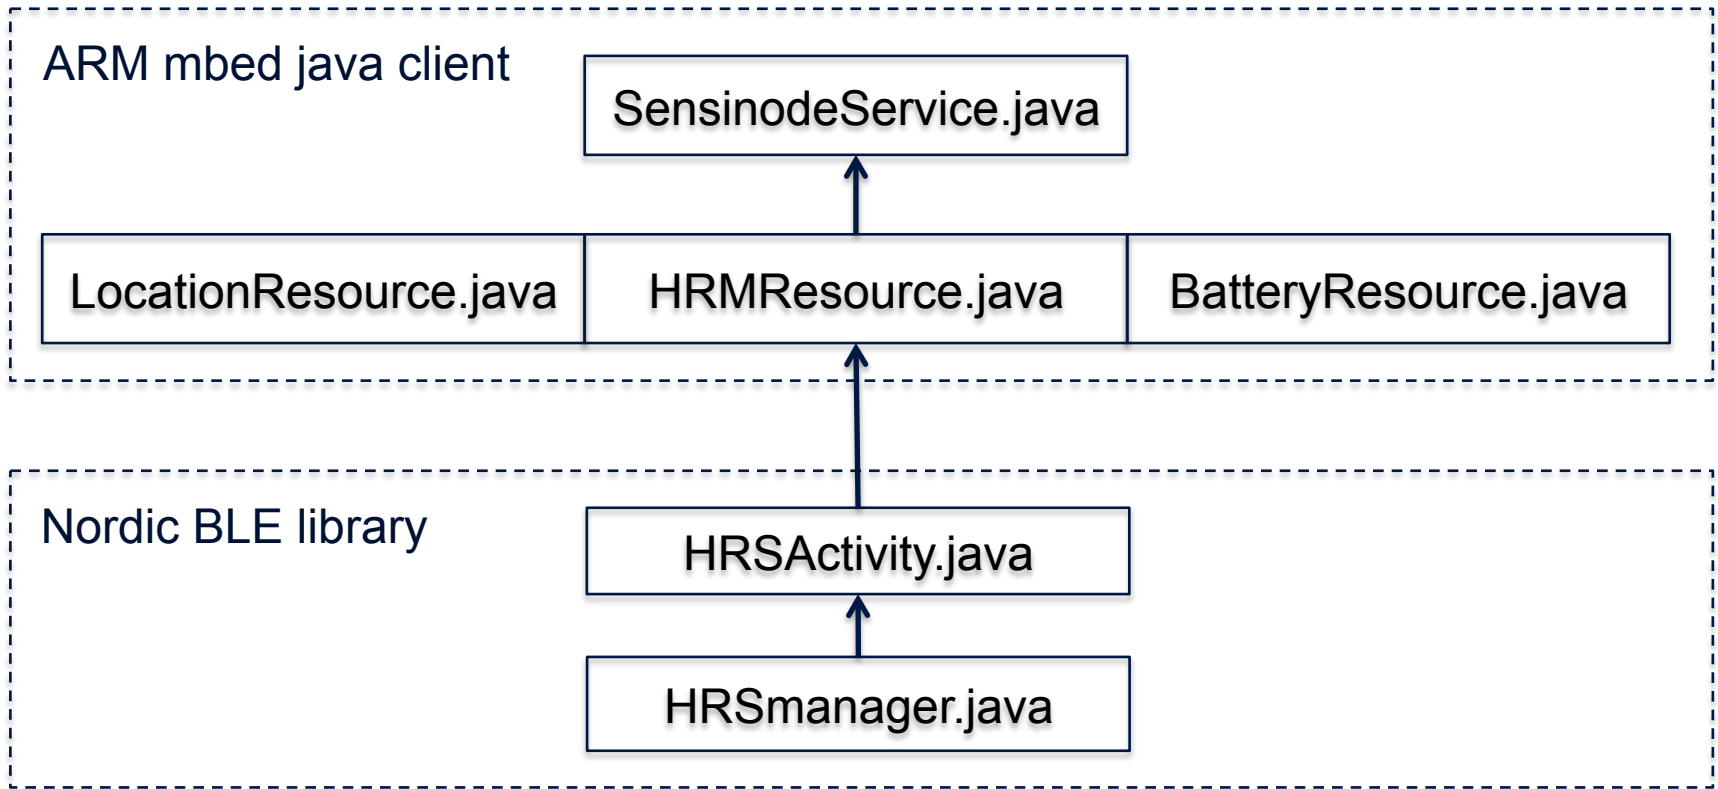 ARM mbed java client
SensinodeService.java
LocationResource.java
HRMResource.java
BatteryResource.java
Nordic BLE library
HRSActivity.java
HRSmanager.java